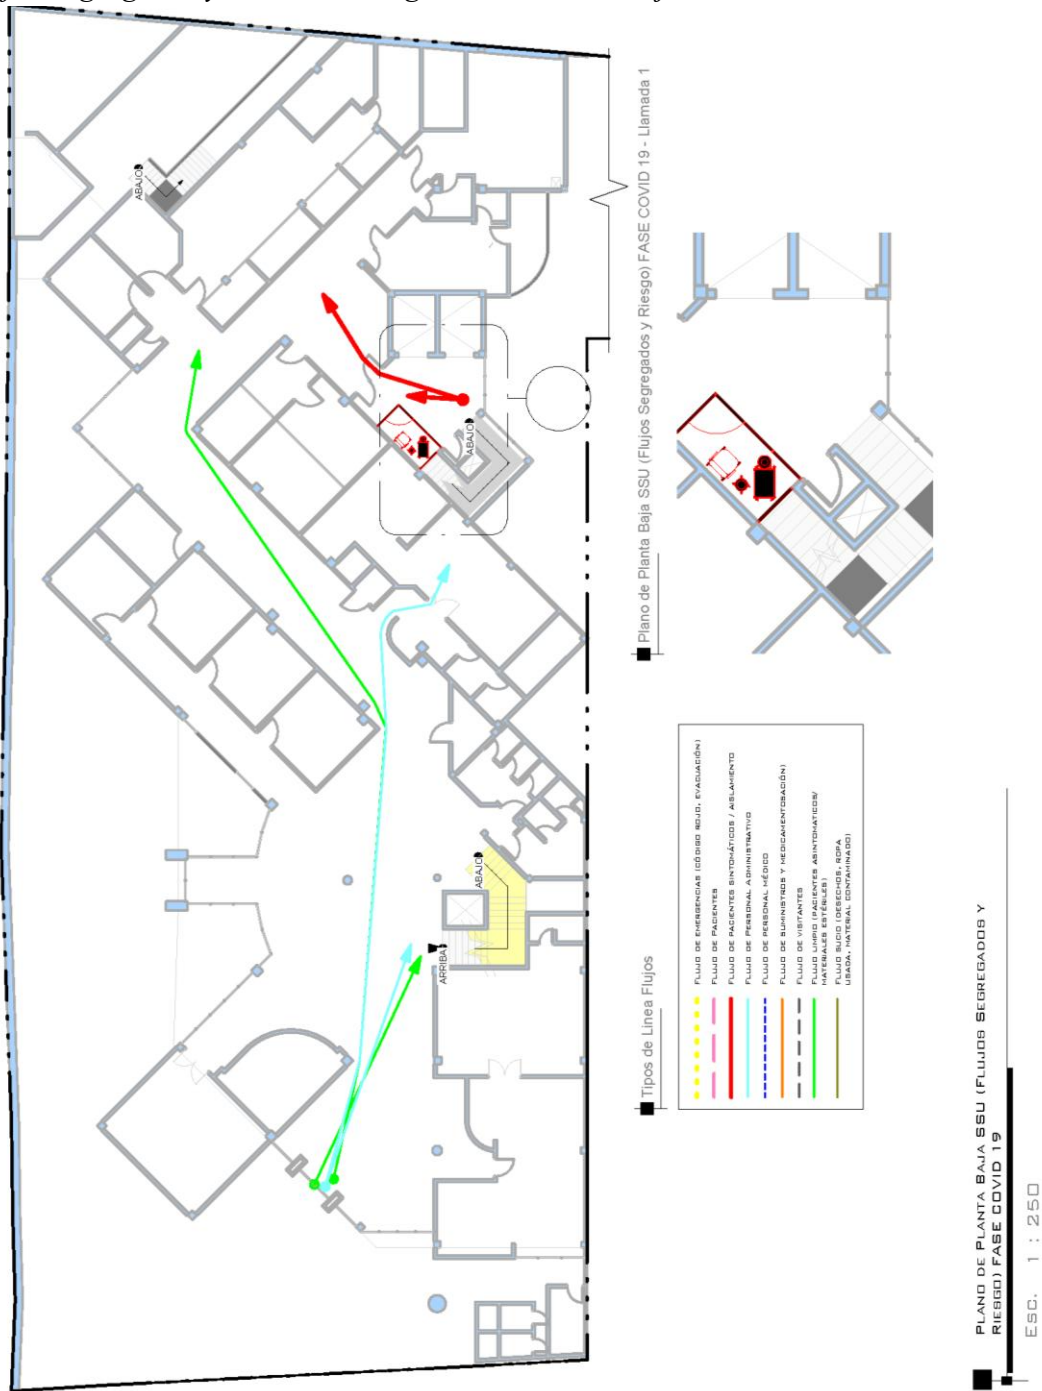 ABAJO
ABAJO
ABAJO
ARRIBA
Plano de Planta Baja SSU (Flujos Segregados y Riesgo) FASE COVID 19 - Llamada 1
Tipos de Linea Flujos
FLUJO DE EMERGENCIAS (CÓDIGO ROJO, EVACUACIÓN)
FLUJO DE PACIENTES
FLUJO DE PACIENTES SINTOMÁTICOS / AISLAMIENTO
FLUJO DE PERSONAL ADMINISTRATIVO
FLUJO DE PERSONAL MÉDICO
FLUJO DE SUMINISTROS Y MEDICAMENTOSACIÓN)
FLUJO DE VISITANTES
FLUJO LIMPIO (PACIENTES ASINTOMATICOS/
MATERIALES ESTÉRILES)
FLUJO SUCIO (DESECHOS, ROPA
USADA, MATERIAL CONTAMINADO)
PLANO DE PLANTA BAJA SSU (FLUJOS SEGREGADOS Y
RIESGO) FASE COVID 19
Esc. 1 : 250